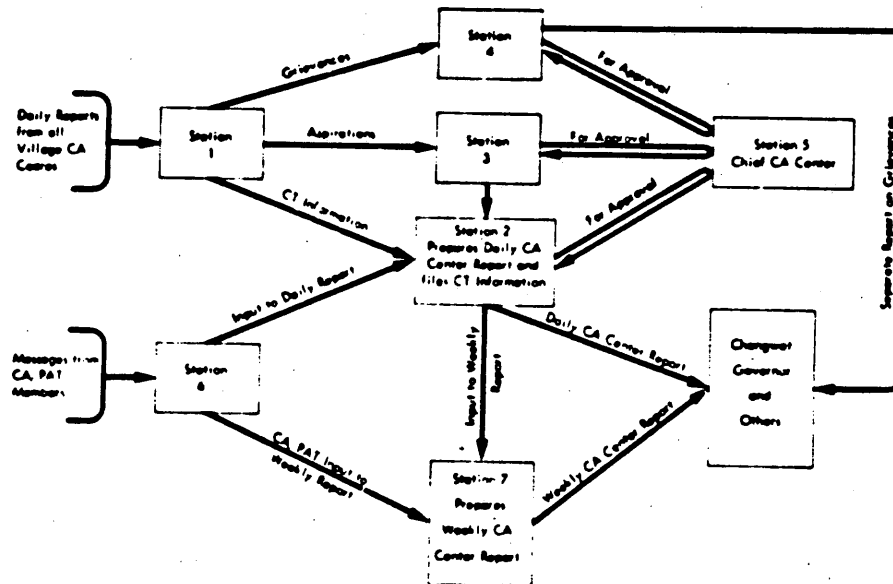 Station
4
Grievances
For Approval
Daily Reports
from all
Village CA
Cadres
Station
1
Aspirations
Station
3
For Approval
Station 5
Chief CA Center
CT Information
For Approval
Station 2
Prepares Daily CA
Center Report and
files CT Information
Separate Report on Grievances
Input to Daily Report
Messages from
CA, PAT
Members
Station
6
Input to Weekly
Report
Daily CA Center Report
Changwat
Governor
and
Others
CA, PAT Input to
Weekly Report
Station 7
Prepares
Weekly CA
Center Report
Weekly CA Center Report